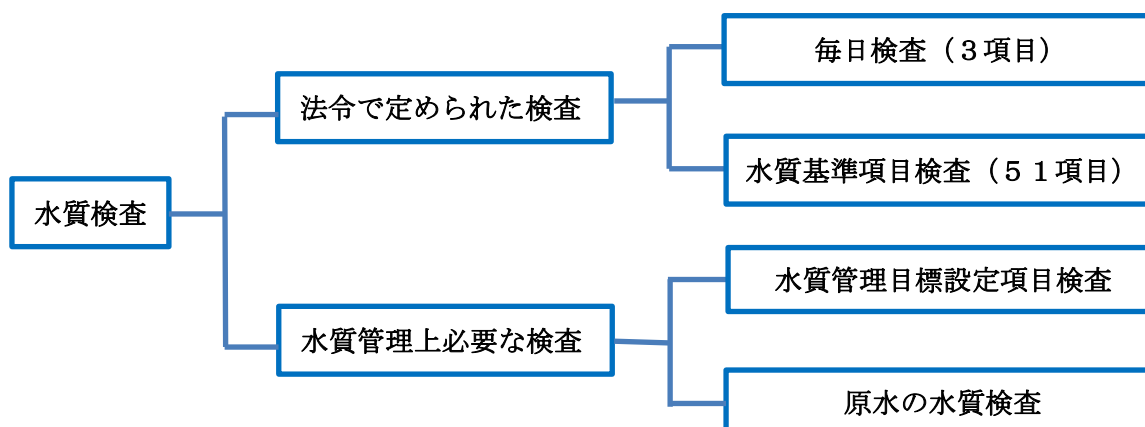 毎日検査（３項目）
法令で定められた検査
水質基準項目検査（５１項目）
水質検査
水質管理目標設定項目検査
水質管理上必要な検査
原水の水質検査